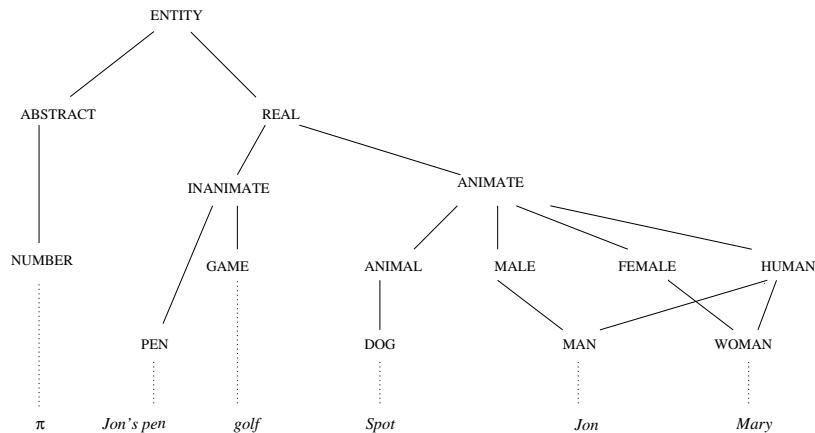 ENTITY
ABSTRACT REAL
INANIMATE ANIMATE
NUMBER GAME ANIMAL MALE FEMALE HUMAN
PEN DOG MAN WOMAN
π Jon's pen golf Spot Jon Mary